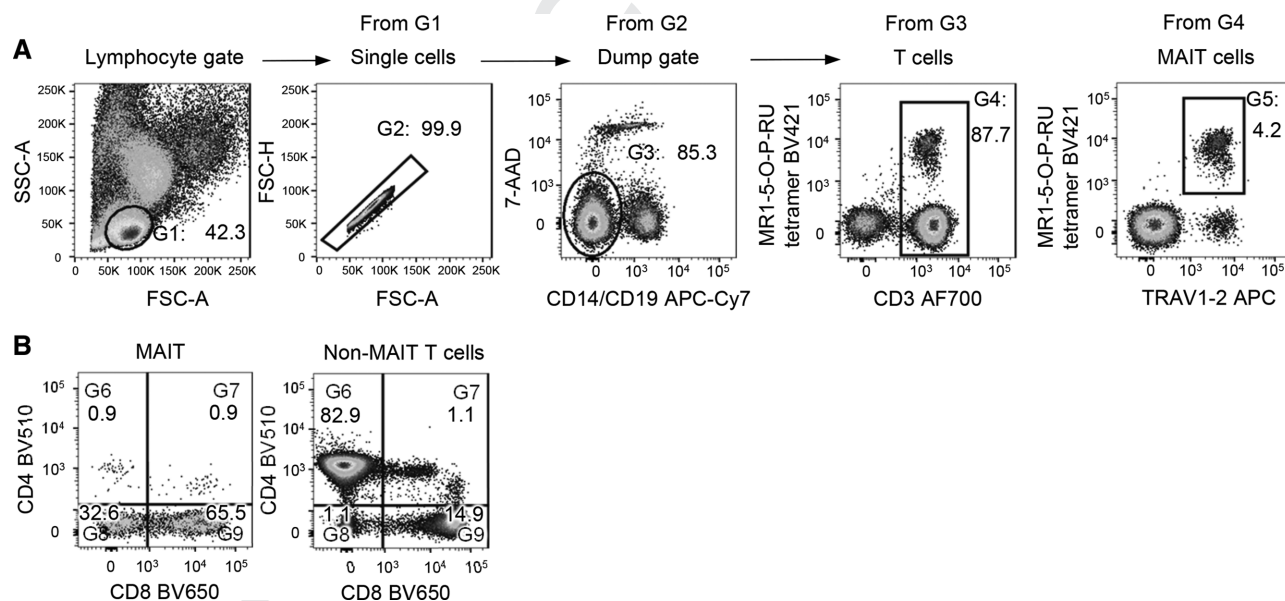 A
Lymphocyte gate
From G1
Single cells
From G2
Dump gate
From G3
T cells
From G4
MAIT cells
SSC-A
250K
200K
150K
100K
50K
0
G1: 42.3
0 50K 100K 150K 200K 250K
FSC-A
FSC-H
250K
200K
150K
100K
50K
0
G2: 99.9
0 50K 100K 150K 200K 250K
FSC-A
7-AAD
10⁵
10⁴
10³
0
G3: 85.3
0 10³ 10⁴ 10⁵
CD14/CD19 APC-Cy7
MR1-5-O-P-RU
tetramer BV421
10⁵
10⁴
10³
0
G4:
87.7
0 10³ 10⁴ 10⁵
CD3 AF700
MR1-5-O-P-RU
tetramer BV421
10⁵
10⁴
10³
0
G5:
4.2
0 10³ 10⁴ 10⁵
TRAV1-2 APC
B
MAIT
CD4 BV510
10⁵
10⁴
10³
0
G6
0.9
G7
0.9
32.6
G8
65.5
G9
0 10³ 10⁴ 10⁵
CD8 BV650
Non-MAIT T cells
CD4 BV510
10⁵
10⁴
10³
0
G6
82.9
G7
1.1
1.1
G8
14.9
G9
0 10³ 10⁴ 10⁵
CD8 BV650